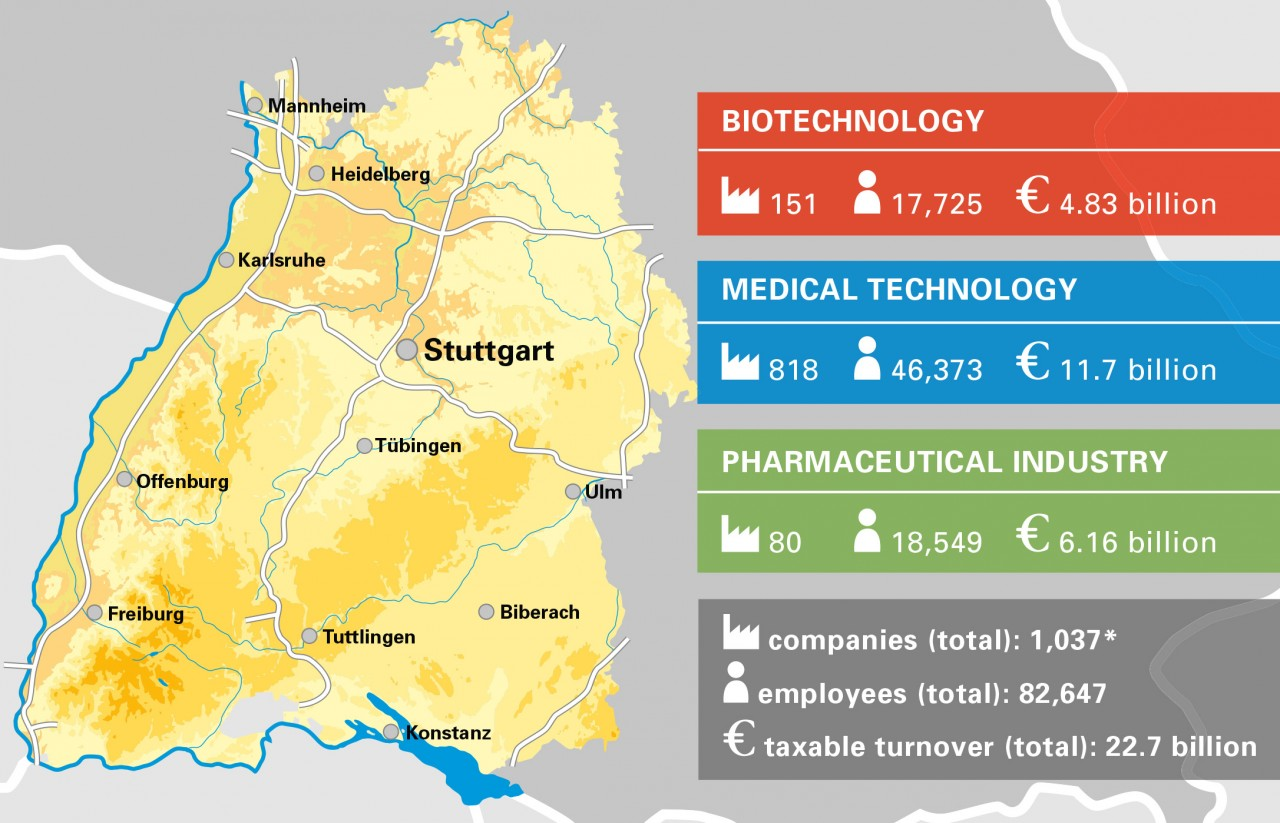 Mannheim
Heidelberg
Karlsruhe
Stuttgart
Tübingen
Offenburg
Ulm
Freiburg
Biberach
Tuttlingen
Konstanz
BIOTECHNOLOGY
151 17,725 € 4.83 billion
MEDICAL TECHNOLOGY
818 46,373 € 11.7 billion
PHARMACEUTICAL INDUSTRY
80 18,549 € 6.16 billion
companies (total): 1,037*
employees (total): 82,647
€ taxable turnover (total): 22.7 billion